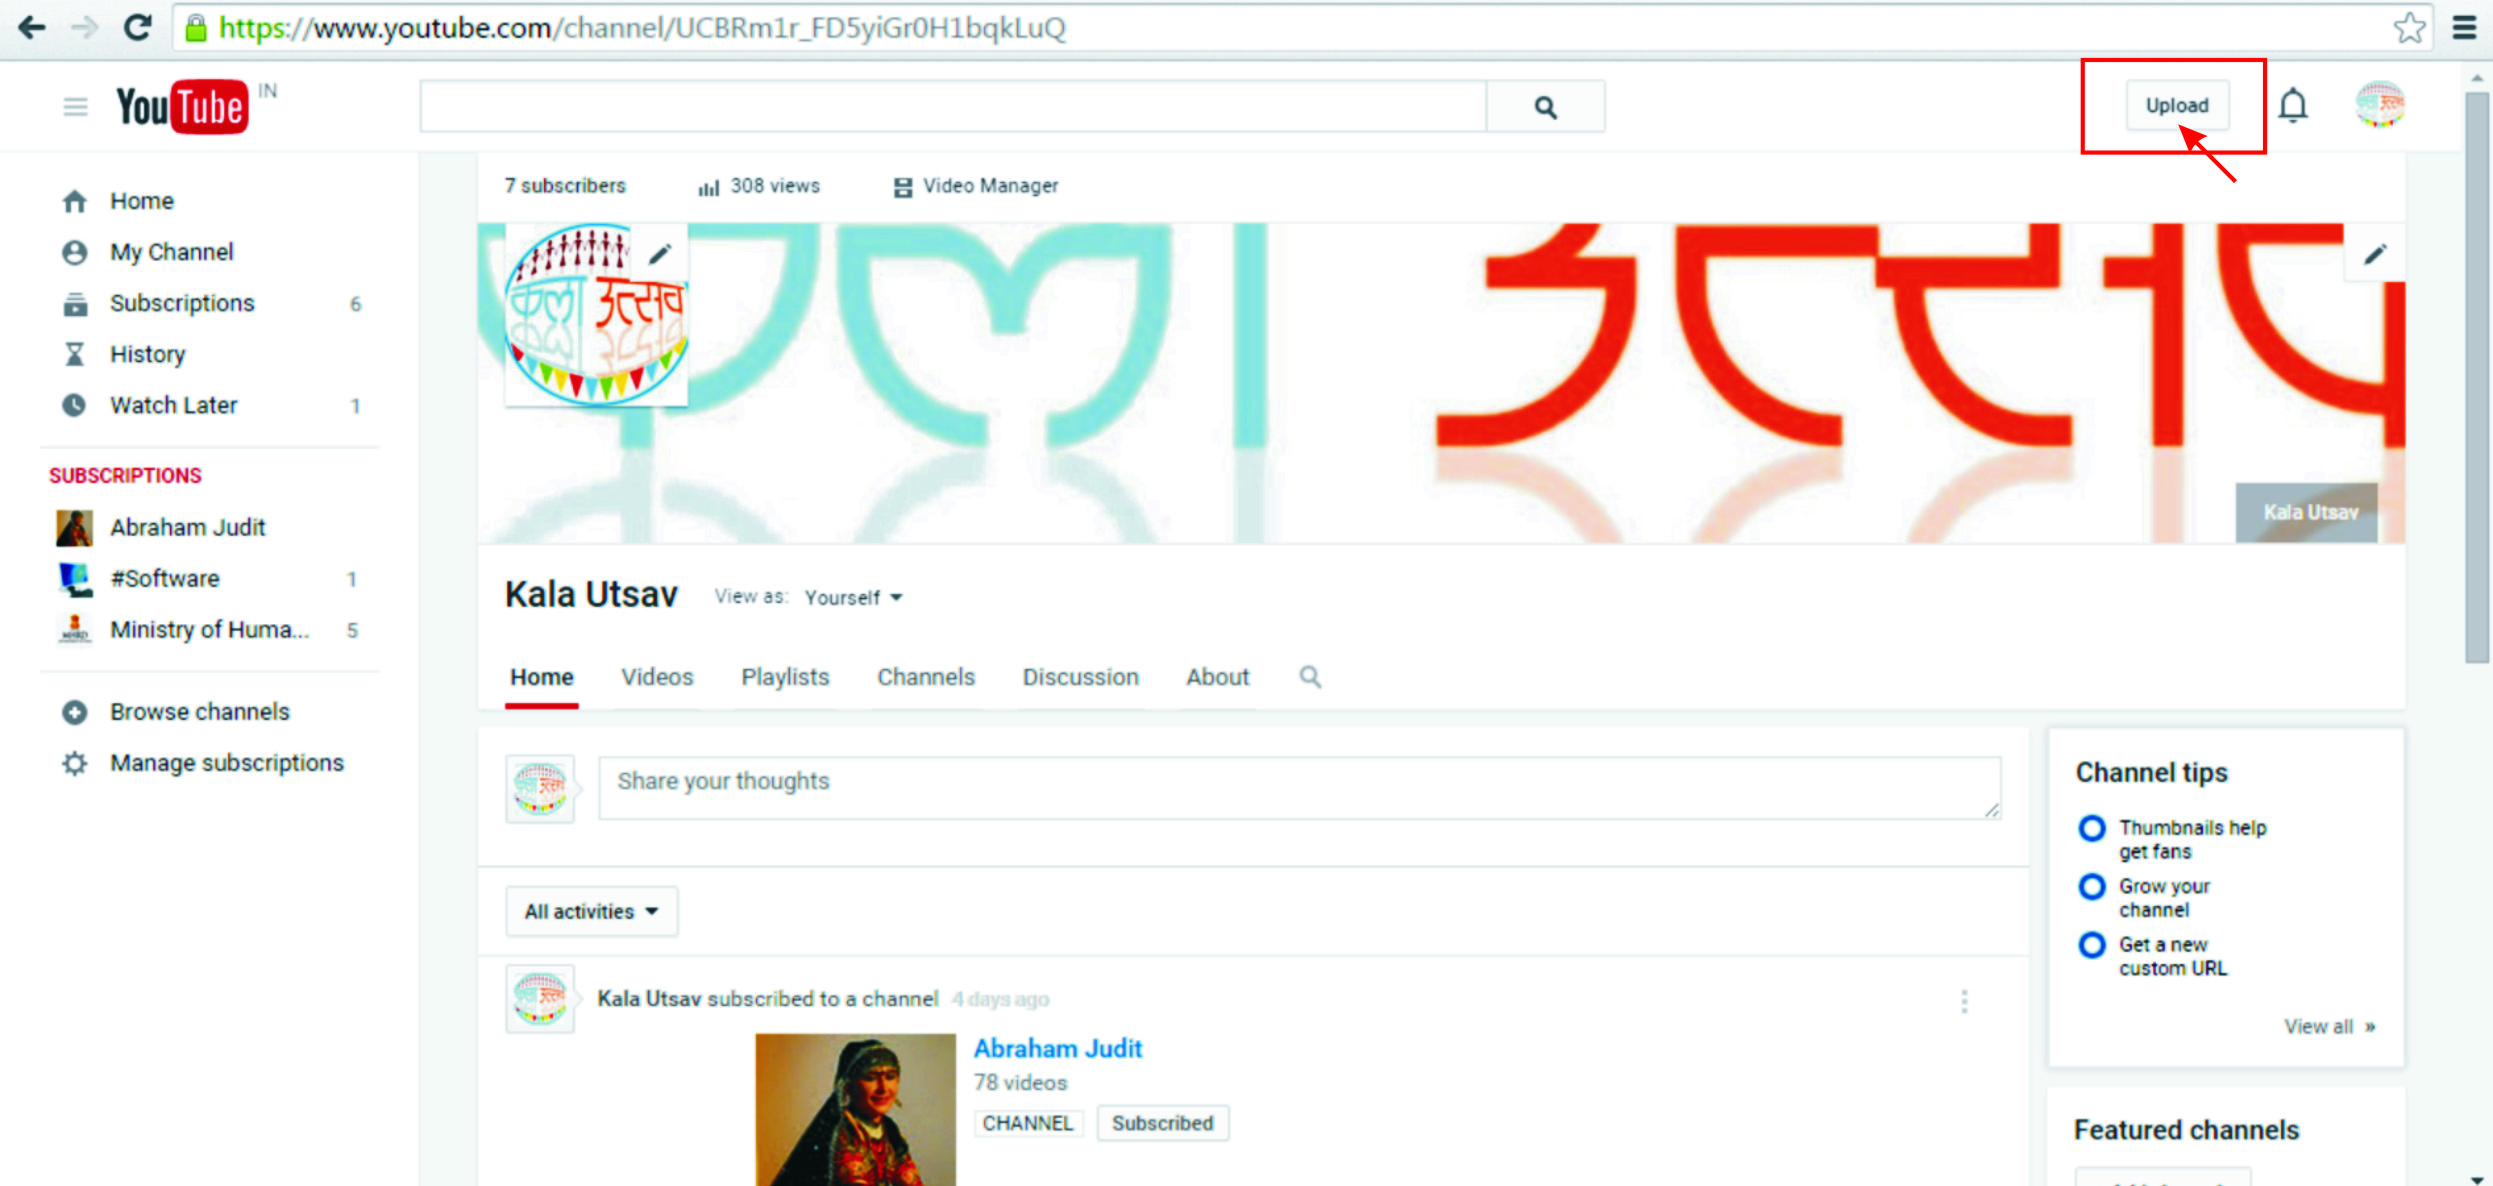 https://www.youtube.com/channel/UCBRm1r_FD5yiGr0H1bqkLuQ
YouTube IN
Upload
Home
My Channel
Subscriptions 6
History
Watch Later 1
SUBSCRIPTIONS
Abraham Judit
#Software 1
Ministry of Huma... 5
Browse channels
Manage subscriptions
7 subscribers 308 views Video Manager
कला उत्सव
Kala Utsav
Kala Utsav View as: Yourself
Home Videos Playlists Channels Discussion About
Share your thoughts
All activities
Kala Utsav subscribed to a channel 4 days ago
Abraham Judit
78 videos
CHANNEL Subscribed
Channel tips
Thumbnails help
get fans
Grow your
channel
Get a new
custom URL
View all »
Featured channels